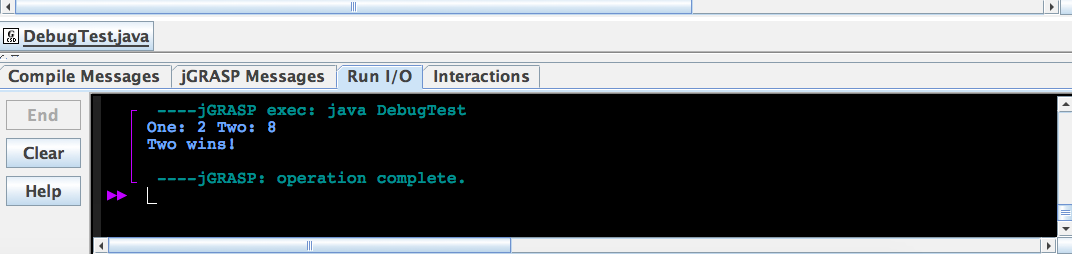 DebugTest.java
Compile Messages jGRASP Messages Run I/O Interactions
End
Clear
Help
----jGRASP exec: java DebugTest
One: 2 Two: 8
Two wins!
----jGRASP: operation complete.